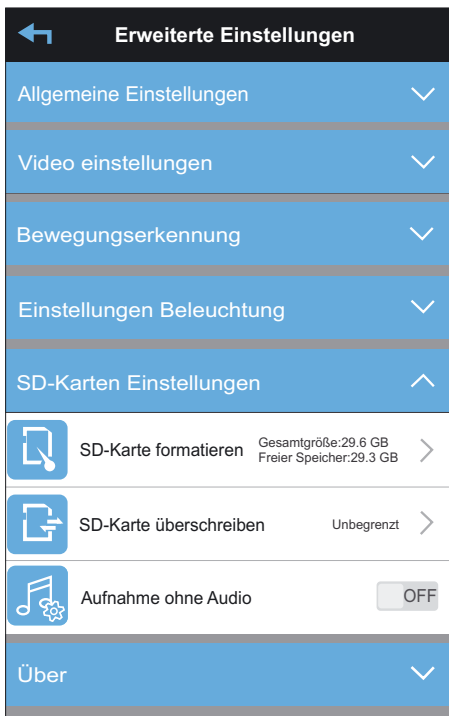 Erweiterte Einstellungen
Allgemeine Einstellungen
Video einstellungen
Bewegungserkennung
Einstellungen Beleuchtung
SD-Karten Einstellungen
SD-Karte formatieren
Gesamtgröße:29.6 GB
Freier Speicher:29.3 GB
SD-Karte überschreiben
Unbegrenzt
Aufnahme ohne Audio
OFF
Über